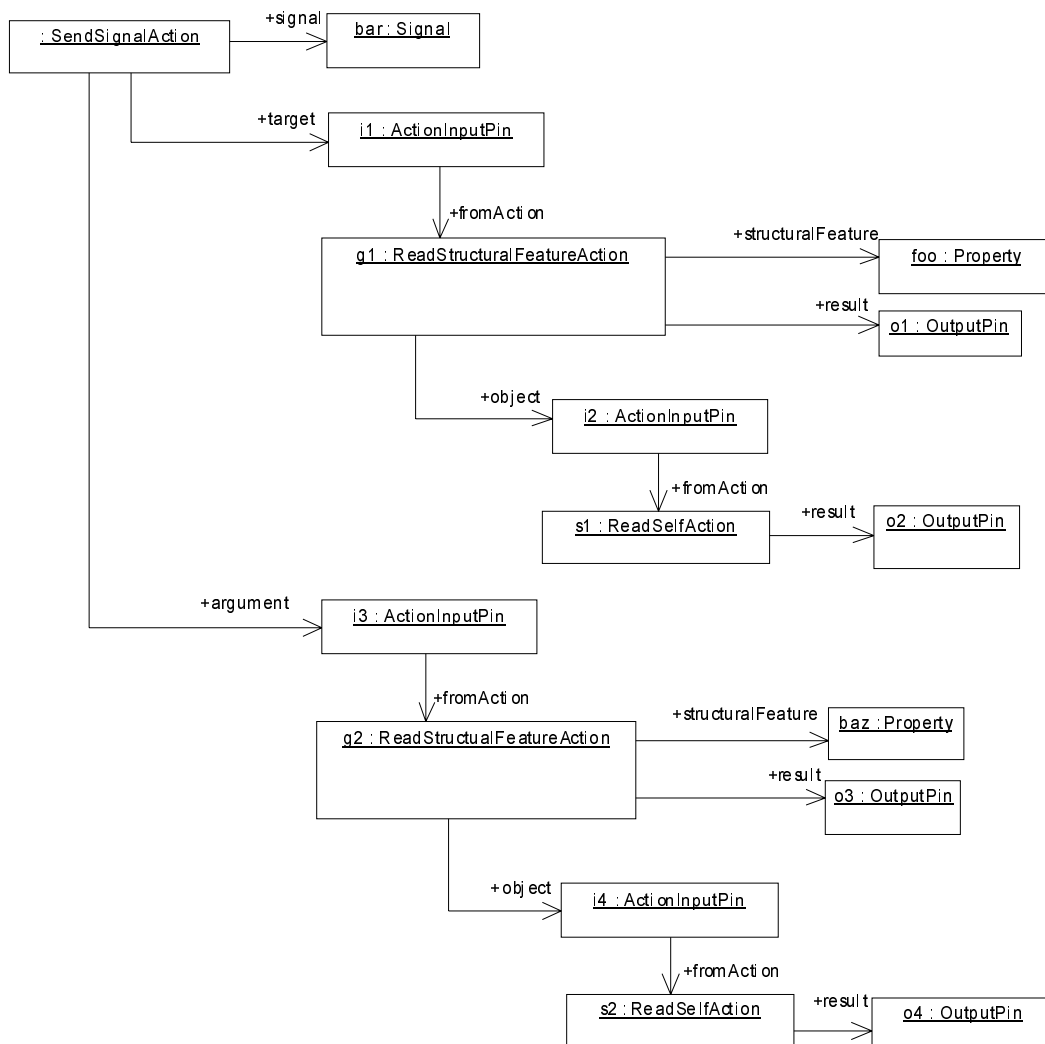 +signal
: SendSignalAction
bar : Signal
+target
i1 : ActionInputPin
+fromAction
+structuralFeature
g1 : ReadStructuralFeatureAction
foo : Property
+result
o1 : OutputPin
+object
i2 : ActionInputPin
+fromAction
+result
s1 : ReadSelfAction
o2 : OutputPin
+argument
i3 : ActionInputPin
+fromAction
+structuralFeature
g2 : ReadStructualFeatureAction
baz : Property
+result
o3 : OutputPin
+object
i4 : ActionInputPin
+fromAction
+result
s2 : ReadSelfAction
o4 : OutputPin